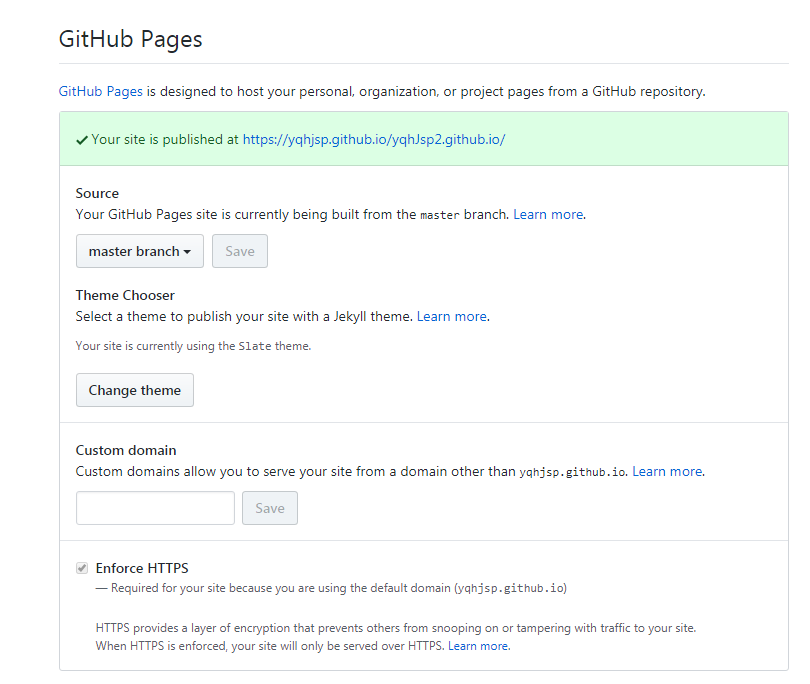 GitHub Pages
GitHub Pages is designed to host your personal, organization, or project pages from a GitHub repository.
Your site is published at https://yqhjsp.github.io/yqhJsp2.github.io/
Source
Your GitHub Pages site is currently being built from the master branch. Learn more.
master branch Save
Theme Chooser
Select a theme to publish your site with a Jekyll theme. Learn more.
Your site is currently using the Slate theme.
Change theme
Custom domain
Custom domains allow you to serve your site from a domain other than yqhjsp.github.io. Learn more.
Save
Enforce HTTPS
— Required for your site because you are using the default domain (yqhjsp.github.io)
HTTPS provides a layer of encryption that prevents others from snooping on or tampering with traffic to your site.
When HTTPS is enforced, your site will only be served over HTTPS. Learn more.